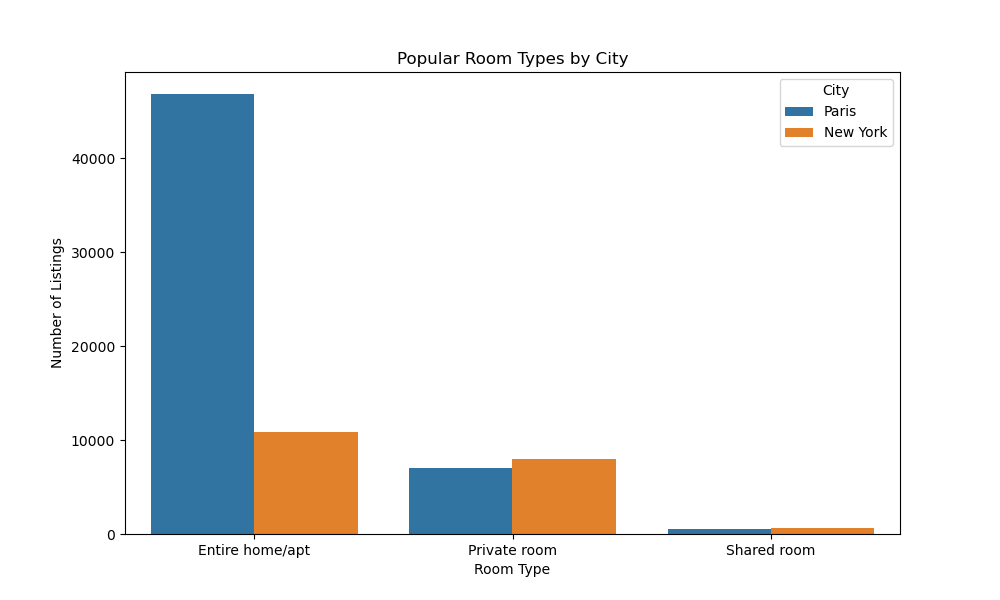 Popular Room Types by City
City
Paris
New York
Number of Listings
40000
30000
20000
10000
0
Entire home/apt
Private room
Shared room
Room Type